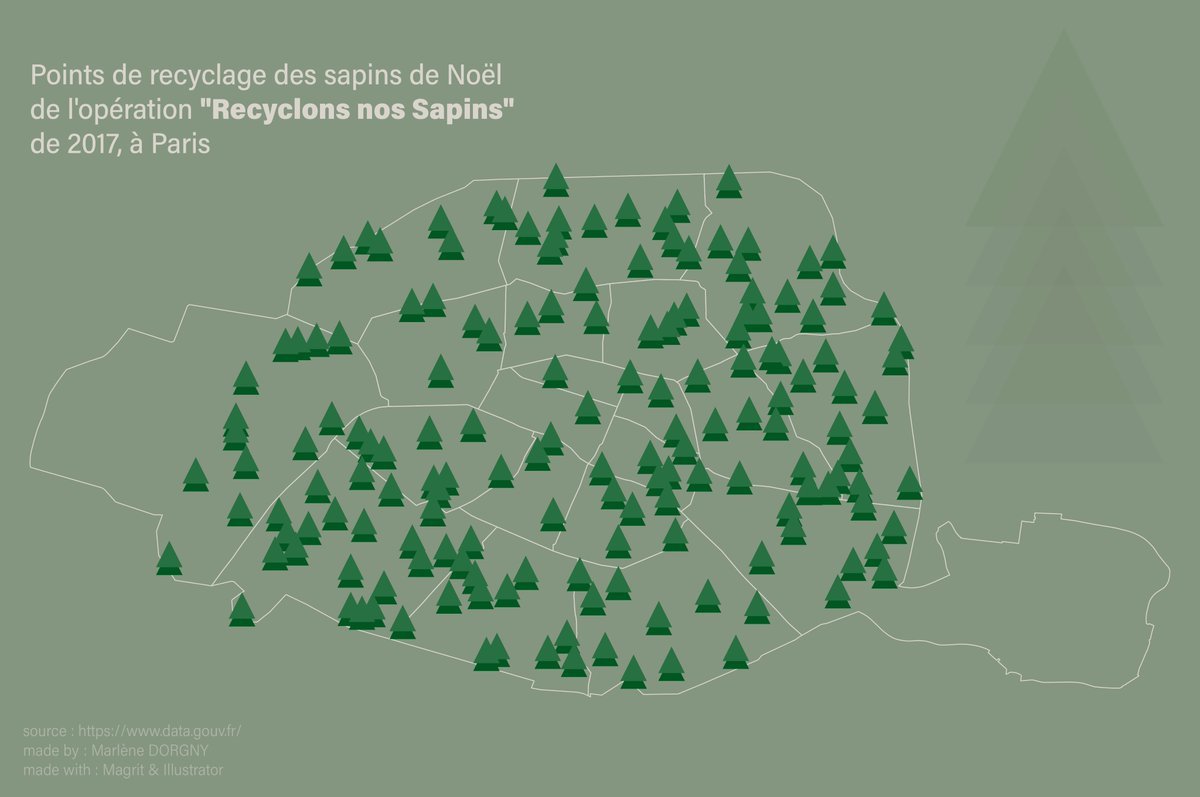 Points de recyclage des sapins de Noël
de l'opération "Recyclons nos Sapins"
de 2017, à Paris
source : https://www.data.gouv.fr/
made by : Marlène DORGNY
made with : Magrit & Illustrator